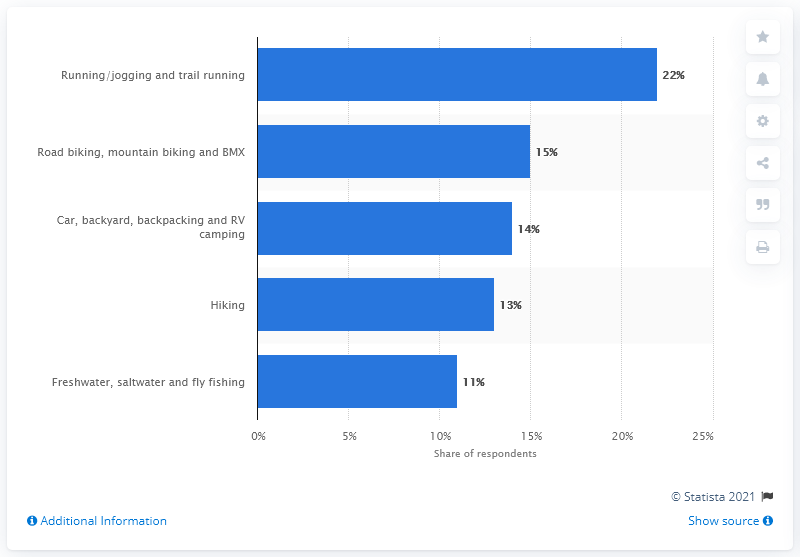 Running/jogging and trail running
22%
Road biking, mountain biking and BMX
15%
Car, backyard, backpacking and RV
camping
14%
Hiking
13%
Freshwater, saltwater and fly fishing
11%
0%
5%
10%
15%
20%
25%
Share of respondents
© Statista 2021
Additional Information
Show source